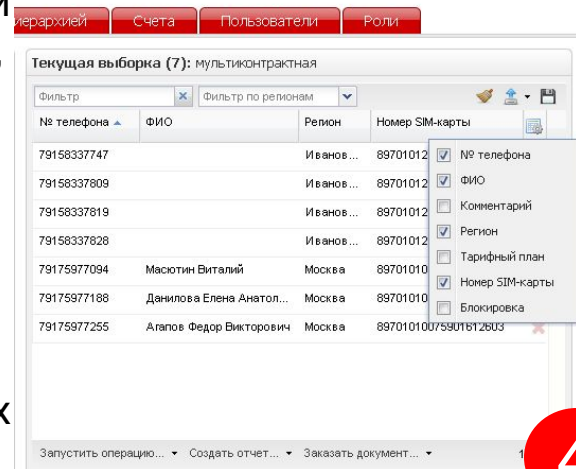 иерархией Счета Пользователи Роли
Текущая выборка (7): мультиконтрактная
Фильтр Фильтр по регионам
№ телефона ФИО Регион Номер SIM-карты
79158337747 Иванов... 89701012
79158337809 Иванов... 89701012
79158337819 Иванов... 89701012
79158337828 Иванов... 89701012
79175977094 Масютин Виталий Москва 89701010
79175977188 Данилова Елена Анатол... Москва 89701010
79175977255 Агапов Федор Викторович Москва 89701010075901612603
№ телефона
ФИО
Комментарий
Регион
Тарифный план
Номер SIM-карты
Блокировка
х
Запустить операцию... Создать отчет... Заказать документ... 1